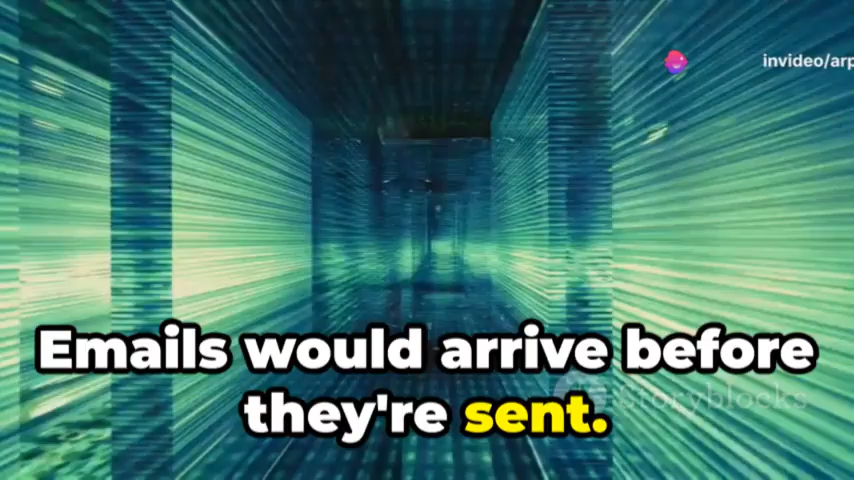 invideo/arp
Emails would arrive before
they're sent.
Storyblocks